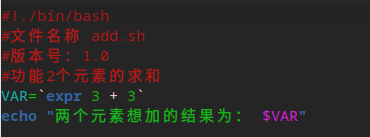 #!./bin/bash
#文件名称 add.sh
#版本号：1.0
#功能2个元素的求和
VAR=`expr 3 + 3`
echo "两个元素想加的结果为： $VAR"